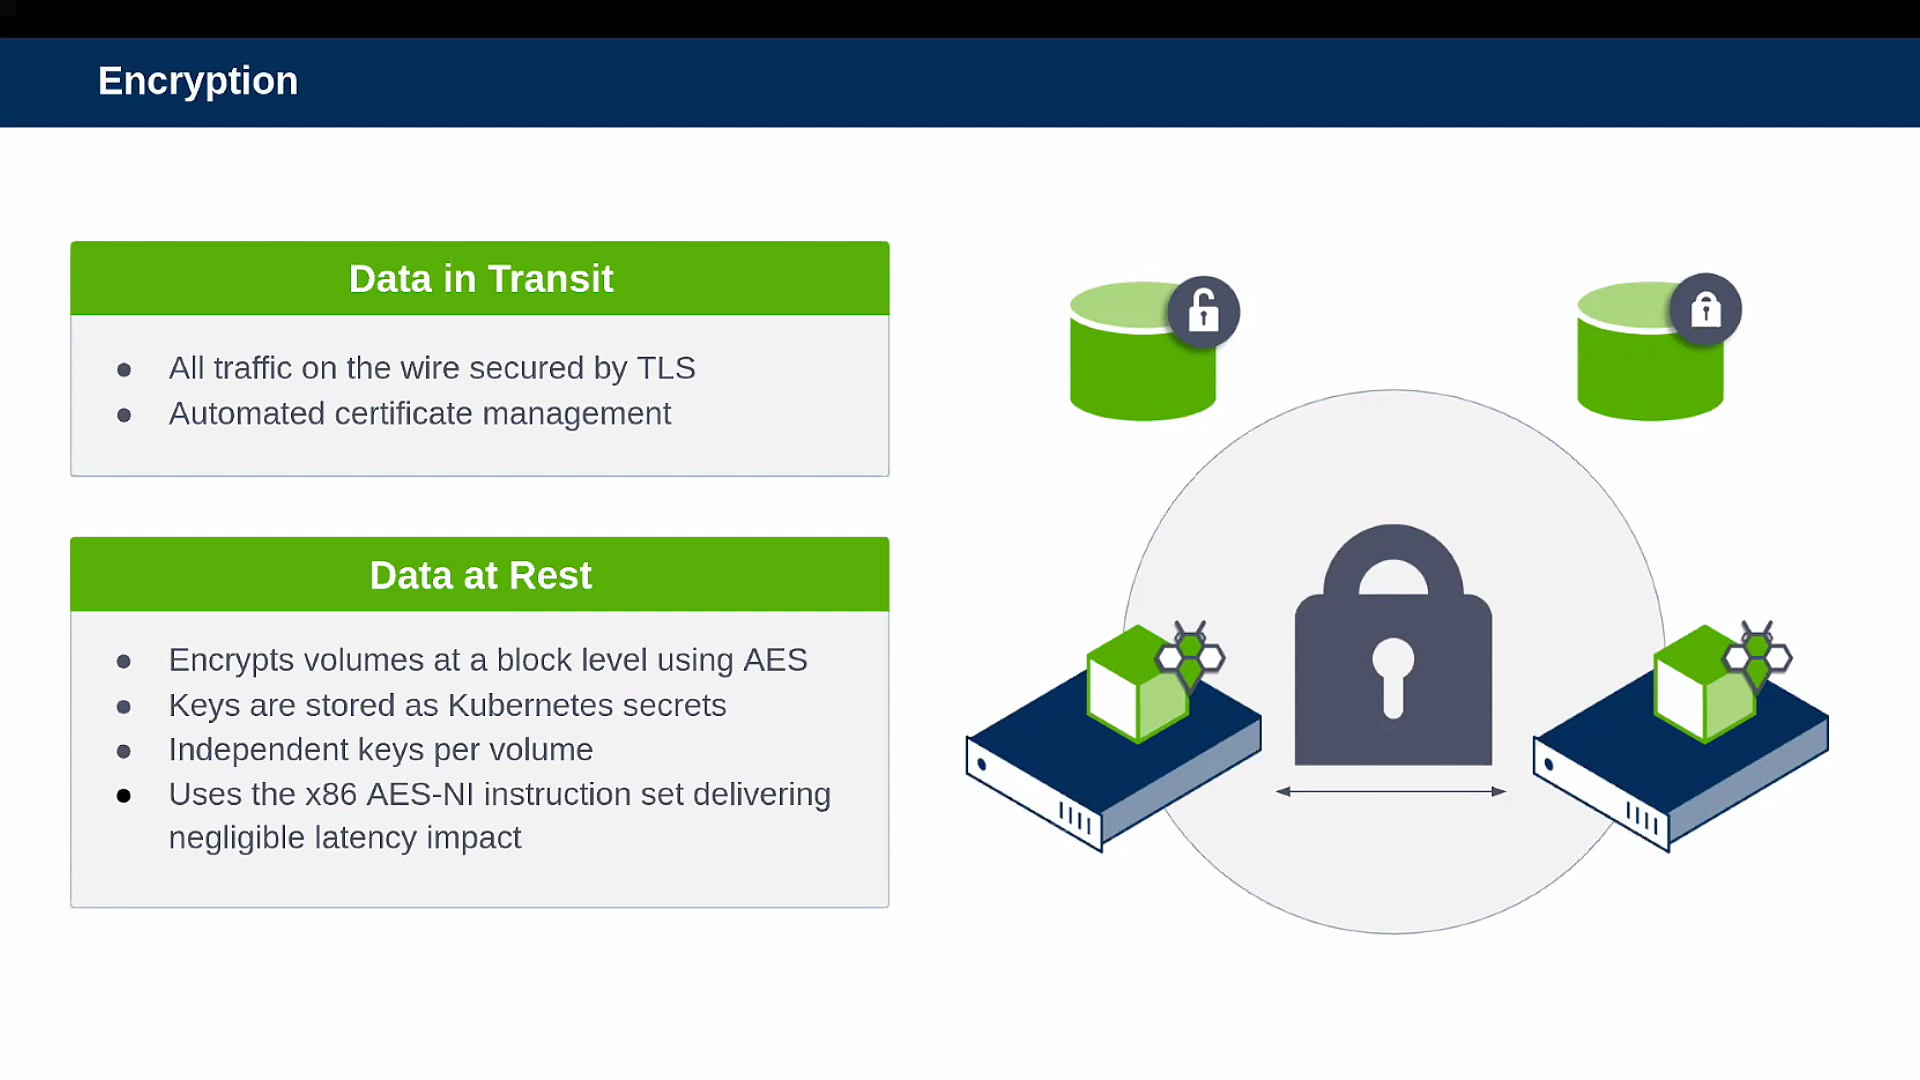 Encryption
Data in Transit
● All traffic on the wire secured by TLS
● Automated certificate management
Data at Rest
● Encrypts volumes at a block level using AES
● Keys are stored as Kubernetes secrets
● Independent keys per volume
● Uses the x86 AES-NI instruction set delivering
negligible latency impact